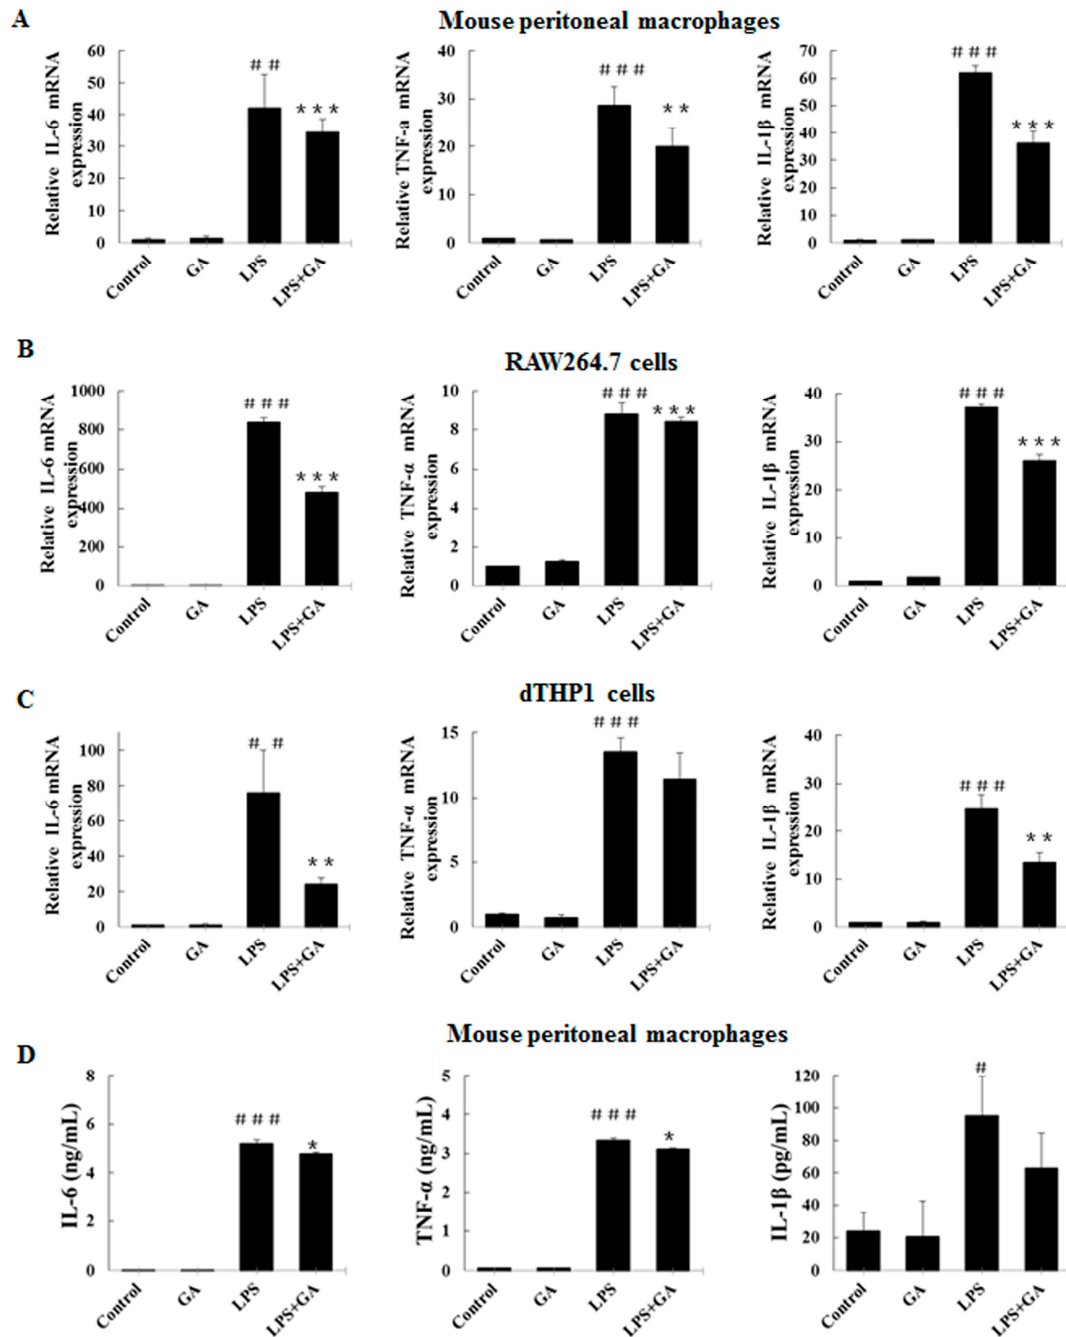 A
Mouse peritoneal macrophages
Relative IL-6 mRNA
expression
60
50
40
30
20
10
0
# #
* * *
Control
GA
LPS
LPS+GA
Relative TNF-a mRNA
expression
40
30
20
10
0
# # #
* *
Control
GA
LPS
LPS+GA
Relative IL-1β mRNA
expression
70
60
50
40
30
20
10
0
# # #
* * *
Control
GA
LPS
LPS+GA
B
RAW264.7 cells
Relative IL-6 mRNA
expression
1000
800
600
400
200
0
# # #
* * *
Control
GA
LPS
LPS+GA
Relative TNF-α mRNA
expression
10
8
6
4
2
0
# # #
* * *
Control
GA
LPS
LPS+GA
Relative IL-1β mRNA
expression
40
30
20
10
0
# # #
* * *
Control
GA
LPS
LPS+GA
C
dTHP1 cells
Relative IL-6 mRNA
expression
100
80
60
40
20
0
# #
* *
Control
GA
LPS
LPS+GA
Relative TNF-α mRNA
expression
15
10
5
0
# # #
Control
GA
LPS
LPS+GA
Relative IL-1β mRNA
expression
40
30
20
10
0
# # #
* *
Control
GA
LPS
LPS+GA
D
Mouse peritoneal macrophages
IL-6 (ng/mL)
8
6
4
2
0
# # #
*
Control
GA
LPS
LPS+GA
TNF-α (ng/mL)
5
4
3
2
1
0
# # #
*
Control
GA
LPS
LPS+GA
IL-1β (pg/mL)
120
100
80
60
40
20
0
#
Control
GA
LPS
LPS+GA